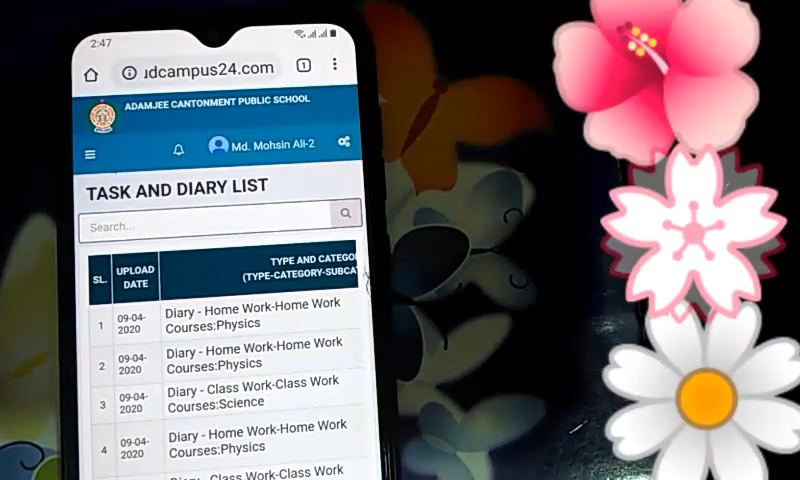 2:47
udcampus24.com
1
ADAMJEE CANTONMENT PUBLIC SCHOOL
Md. Mohsin Ali-2
TASK AND DIARY LIST
Search...
SL.
UPLOAD
DATE
TYPE AND CATEGO
(TYPE-CATEGORY-SUBCA
1
09-04-
2020
Diary - Home Work-Home Work
Courses:Physics
2
09-04-
2020
Diary - Home Work-Home Work
Courses:Physics
3
09-04-
2020
Diary - Class Work-Class Work
Courses:Science
4
09-04-
2020
Diary - Home Work-Home Work
Courses:Physics
Diary - Class Work-Class Work